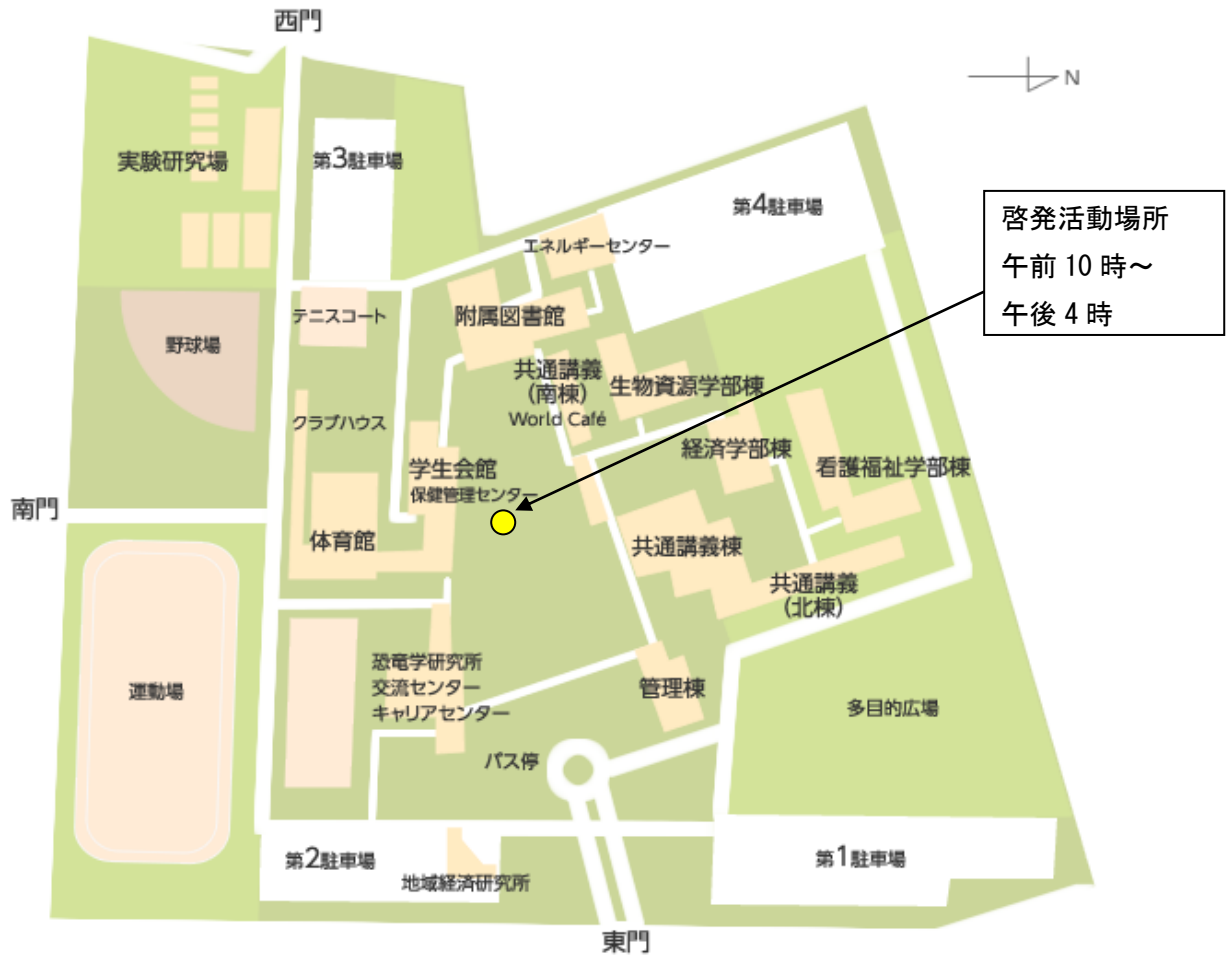 西門
N
実験研究場
第3駐車場
第4駐車場
啓発活動場所
午前 10 時～
午後 4 時
エネルギーセンター
テニスコート
附属図書館
野球場
共通講義
(南棟)
World Café
生物資源学部棟
クラブハウス
経済学部棟
学生会館
保健管理センター
看護福祉学部棟
南門
体育館
共通講義棟
共通講義
(北棟)
恐竜学研究所
交流センター
キャリアセンター
運動場
管理棟
多目的広場
バス停
第2駐車場
地域経済研究所
第1駐車場
東門